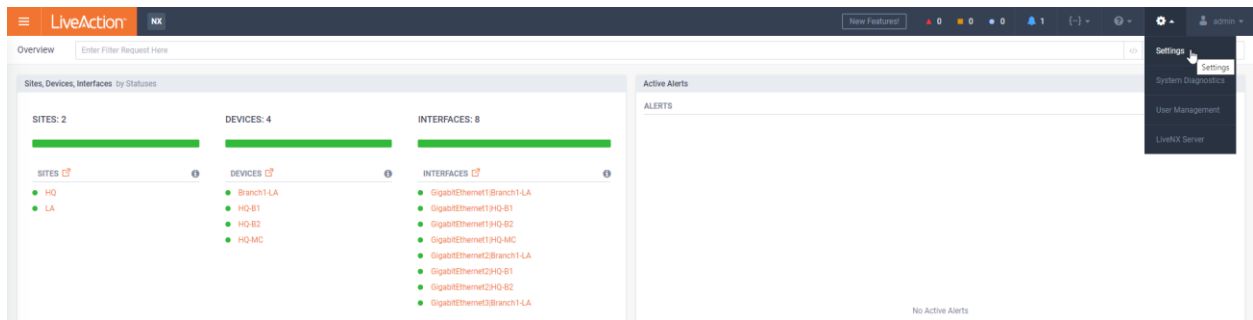 LiveAction NX New Features! 0 0 0 1 {···} admin
Overview Enter Filter Request Here </>
Settings
Settings
System Diagnostics
User Management
LiveNX Server
Sites, Devices, Interfaces by Statuses
SITES: 2 DEVICES: 4 INTERFACES: 8
SITES DEVICES INTERFACES
HQ Branch1-LA GigabitEthernet1|Branch1-LA
LA HQ-B1 GigabitEthernet1|HQ-B1
HQ-B2 GigabitEthernet1|HQ-B2
HQ-MC GigabitEthernet1|HQ-MC
GigabitEthernet2|Branch1-LA
GigabitEthernet2|HQ-B1
GigabitEthernet2|HQ-B2
GigabitEthernet3|Branch1-LA
Active Alerts
ALERTS
No Active Alerts